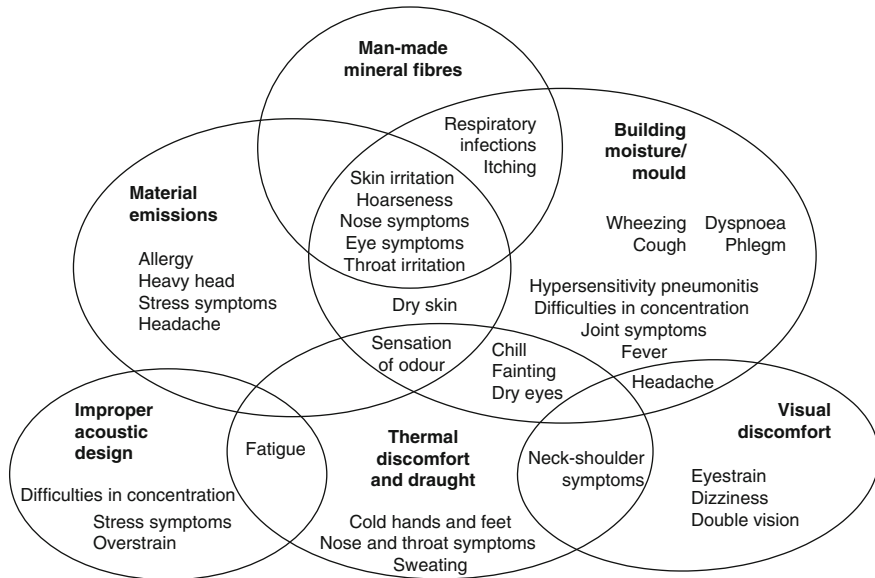 Man-made
mineral fibres
Respiratory
infections
Itching
Building
moisture/
mould
Material
emissions
Skin irritation
Hoarseness
Nose symptoms
Eye symptoms
Throat irritation
Wheezing Dyspnoea
Cough Phlegm
Allergy
Heavy head
Stress symptoms
Headache
Dry skin
Hypersensitivity pneumonitis
Difficulties in concentration
Joint symptoms
Fever
Sensation
of odour
Chill
Fainting
Dry eyes
Headache
Improper
acoustic
design
Fatigue
Thermal
discomfort
and draught
Neck-shoulder
symptoms
Visual
discomfort
Difficulties in concentration
Stress symptoms
Overstrain
Cold hands and feet
Nose and throat symptoms
Sweating
Eyestrain
Dizziness
Double vision